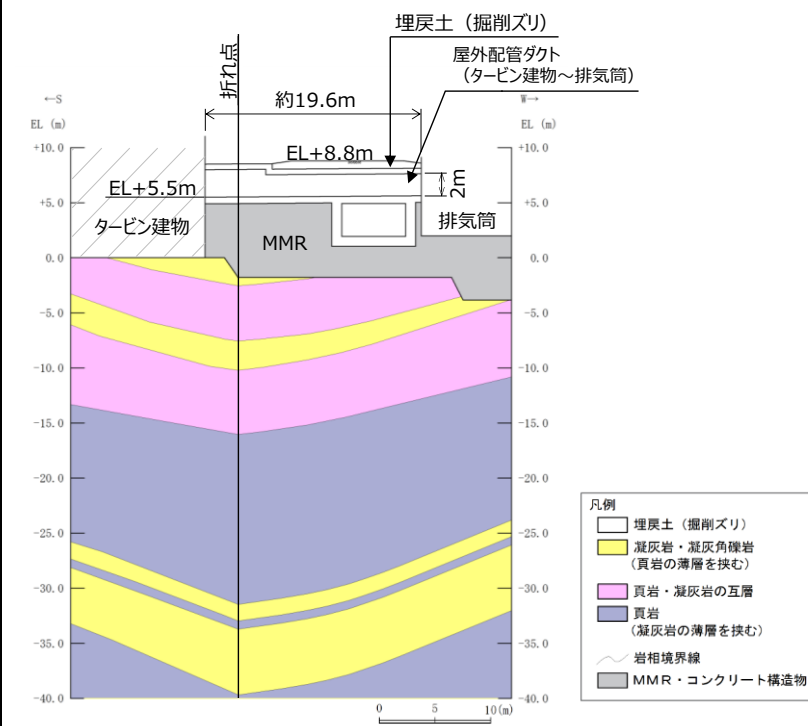 埋戻土（掘削ズリ）
屋外配管ダクト
（タービン建物～排気筒）
折れ点
←S
W→
約19.6m
EL (m)
EL (m)
+10.0
+10.0
EL+8.8m
2m
EL+5.5m
+5.0
+5.0
タービン建物
排気筒
MMR
0.0
0.0
-5.0
-5.0
-10.0
-10.0
-15.0
-15.0
-20.0
-20.0
-25.0
-25.0
-30.0
-30.0
-35.0
-35.0
-40.0
-40.0
0 5 10(m)
凡例
埋戻土（掘削ズリ）
凝灰岩・凝灰角礫岩
(頁岩の薄層を挟む)
頁岩・凝灰岩の互層
頁岩
(凝灰岩の薄層を挟む)
岩相境界線
MMR・コンクリート構造物